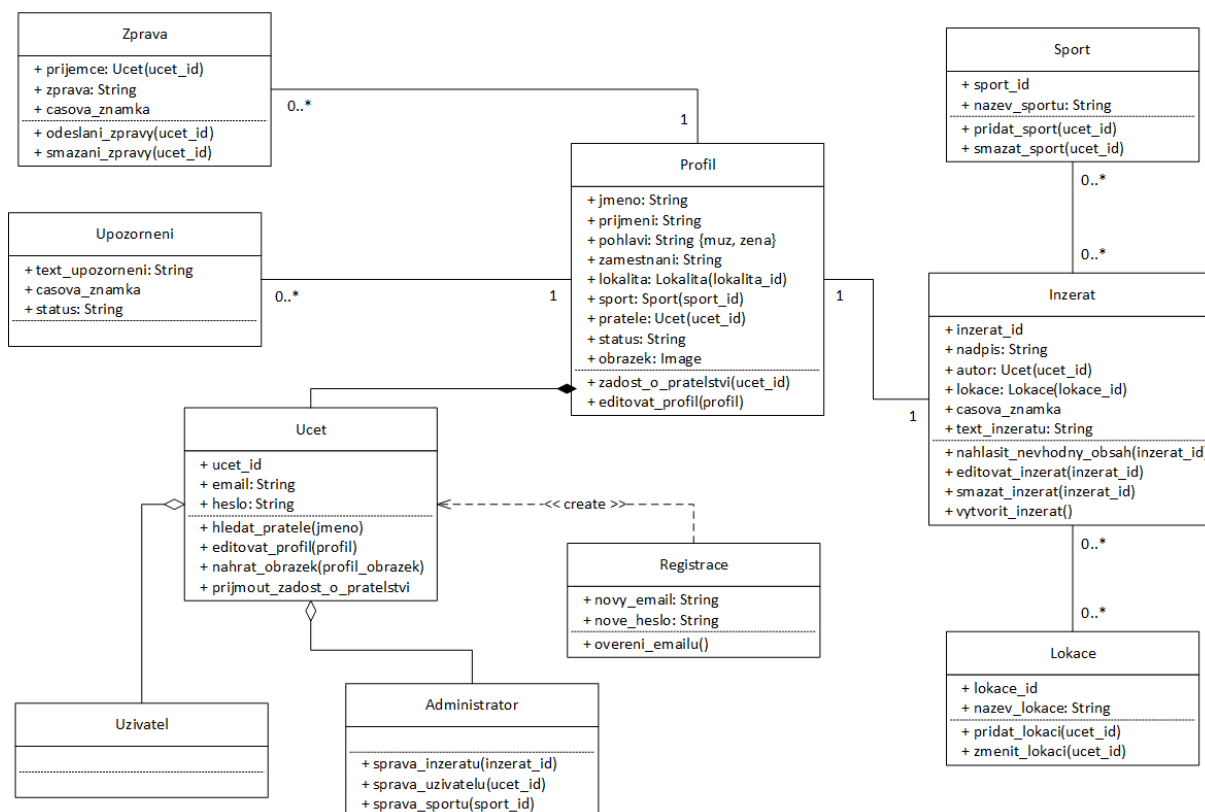 Zprava
+ prijemce: Ucet(ucet_id)
+ zprava: String
+ casova_znamka
+ odeslani_zpravy(ucet_id)
+ smazani_zpravy(ucet_id)
0..*
1
Sport
+ sport_id
+ nazev_sportu: String
+ pridat_sport(ucet_id)
+ smazat_sport(ucet_id)
0..*
0..*
Profil
+ jmeno: String
+ prijmeni: String
+ pohlavi: String {muz, zena}
+ zamestnani: String
+ lokalita: Lokalita(lokalita_id)
+ sport: Sport(sport_id)
+ pratele: Ucet(ucet_id)
+ status: String
+ obrazek: Image
+ zadost_o_pratelstvi(ucet_id)
+ editovat_profil(profil)
Upozorneni
+ text_upozorneni: String
+ casova_znamka
+ status: String
0..*
1
1
1
Inzerat
+ inzerat_id
+ nadpis: String
+ autor: Ucet(ucet_id)
+ lokace: Lokace(lokace_id)
+ casova_znamka
+ text_inzeratu: String
+ nahlasit_nevhodny_obsah(inzerat_id)
+ editovat_inzerat(inzerat_id)
+ smazat_inzerat(inzerat_id)
+ vytvorit_inzerat()
0..*
0..*
Ucet
+ ucet_id
+ email: String
+ heslo: String
+ hledat_pratele(jmeno)
+ editovat_profil(profil)
+ nahrat_obrazek(profil_obrazek)
+ prijmout_zadost_o_pratelstvi
<< create >>
Registrace
+ novy_email: String
+ nove_heslo: String
+ overeni_emailu()
Lokace
+ lokace_id
+ nazev_lokace: String
+ pridat_lokaci(ucet_id)
+ zmenit_lokaci(ucet_id)
Uzivatel
Administrator
+ sprava_inzeratu(inzerat_id)
+ sprava_uzivatelu(ucet_id)
+ sprava_sportu(sport_id)